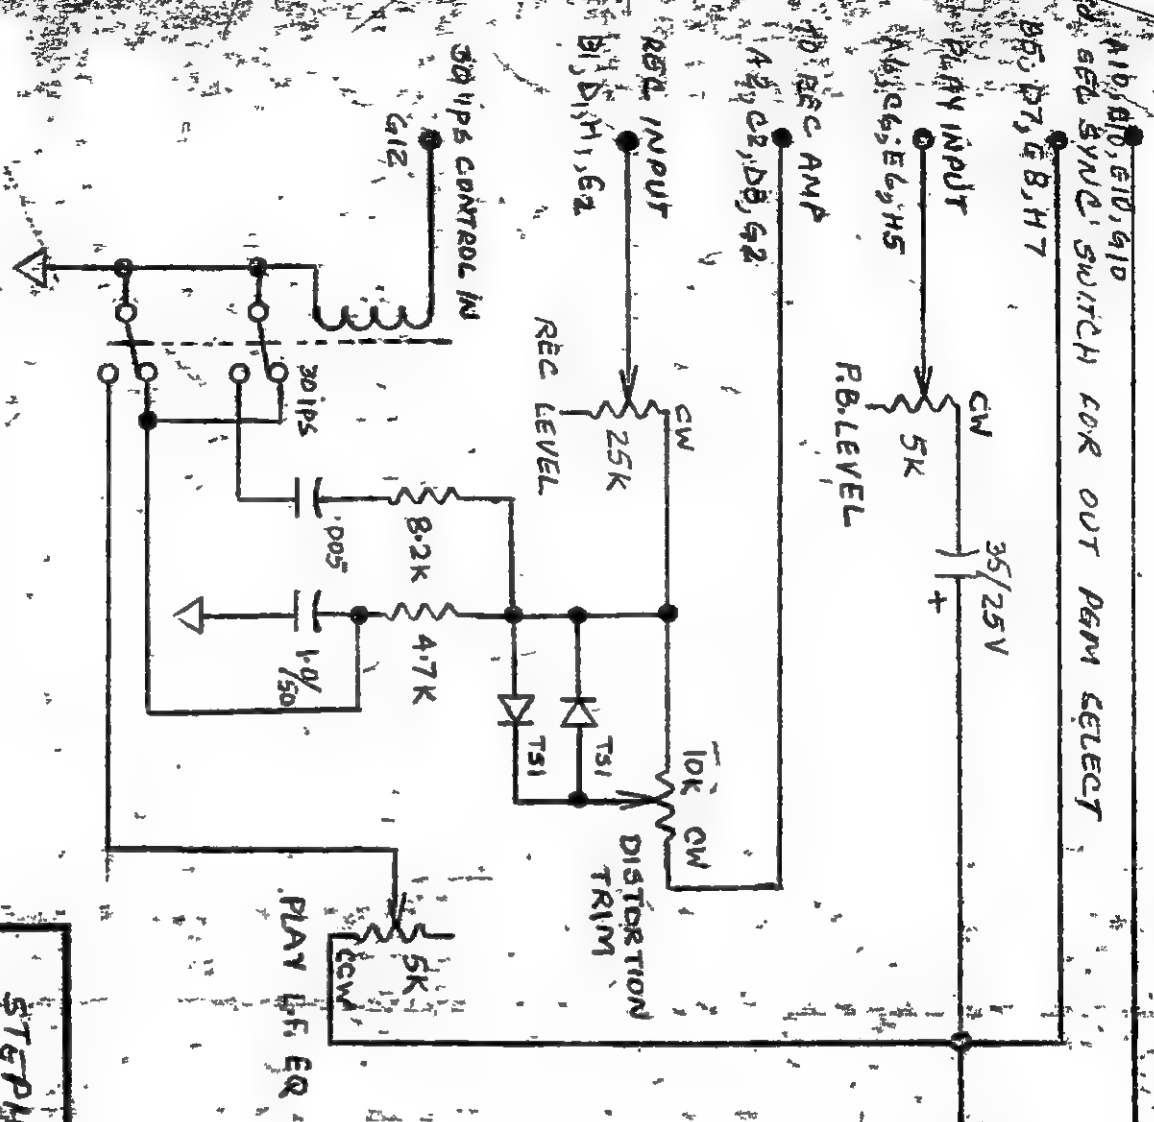 A10, B10, E10, G10
SEL SYNC SWITCH FOR OUT PGM SELECT
B5, D7, E8, H7
PLAY INPUT
A6, C6, E6, H5
CW
5K
P.B. LEVEL
35/25V
+
TO REC AMP
A2, C2, D8, G2
REC INPUT
B1, D1, H1, E2
CW
25K
REC LEVEL
10K CW
DISTORTION
TRIM
TS1
TS1
30 IPS CONTROL IN
G12
8.2K
4.7K
.005
1.0/50
30 IPS
5K
CCW
PLAY L.F. EQ
STEPH